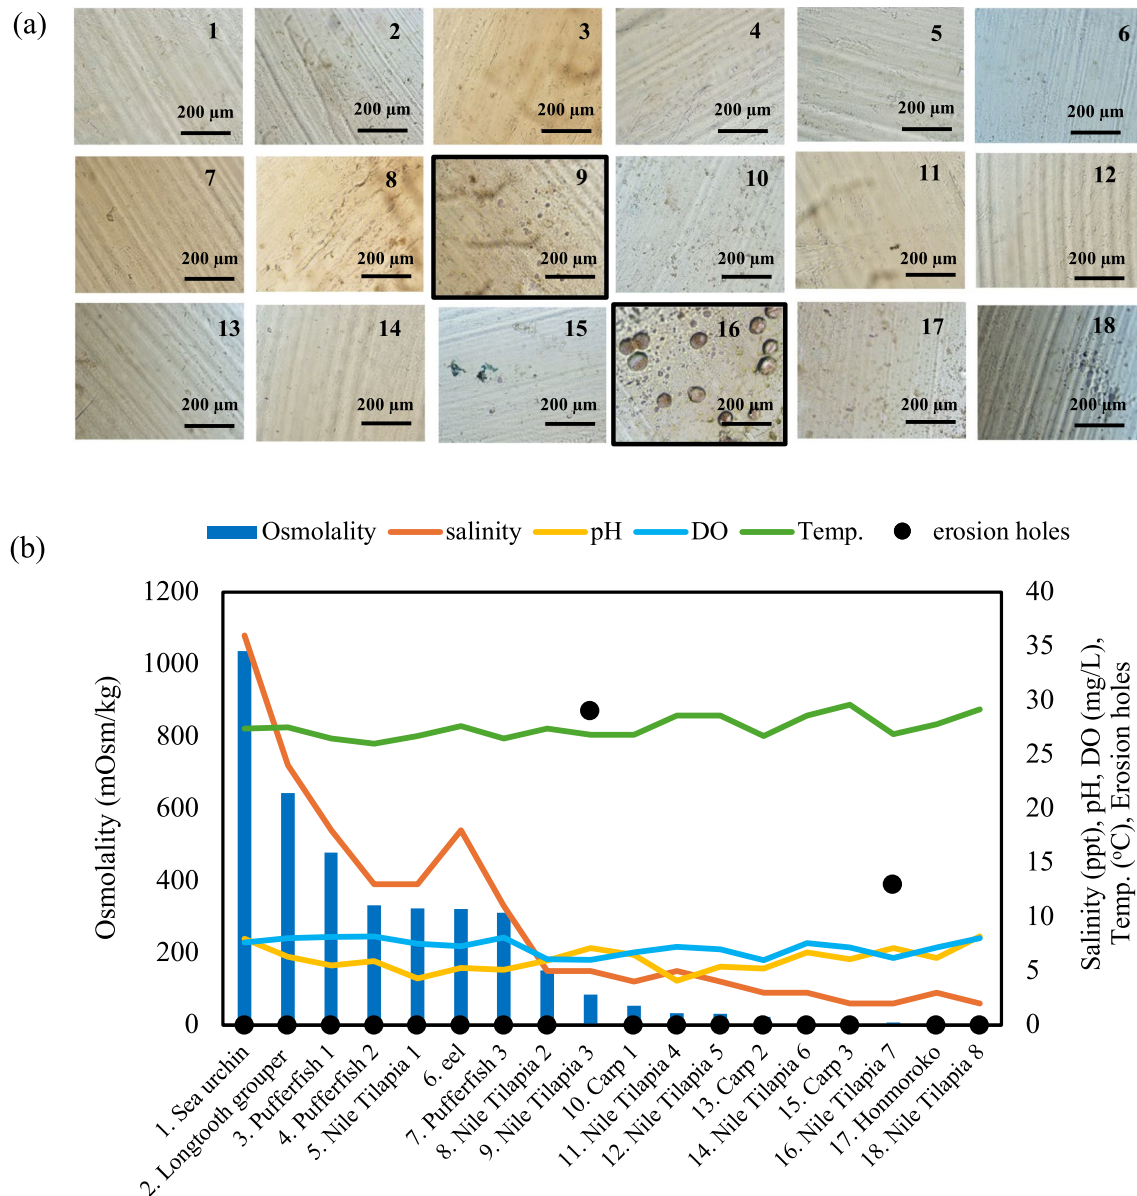 (a)
1 2 3 4 5 6
200 µm 200 µm 200 µm 200 µm 200 µm 200 µm
7 8 9 10 11 12
200 µm 200 µm 200 µm 200 µm 200 µm 200 µm
13 14 15 16 17 18
200 µm 200 µm 200 µm 200 µm 200 µm 200 µm
(b)
Osmolality salinity pH DO Temp. erosion holes
Osmolality (mOsm/kg)
1200
1000
800
600
400
200
0
40
35
30
25
20
15
10
5
0
Salinity (ppt), pH, DO (mg/L),
Temp. (°C), Erosion holes
1. Sea urchin
2. Longtooth grouper
3. Pufferfish 1
4. Pufferfish 2
5. Nile Tilapia 1
6. eel
7. Pufferfish 3
8. Nile Tilapia 2
9. Nile Tilapia 3
10. Carp 1
11. Nile Tilapia 4
12. Nile Tilapia 5
13. Carp 2
14. Nile Tilapia 6
15. Carp 3
16. Nile Tilapia 7
17. Honmoroko
18. Nile Tilapia 8